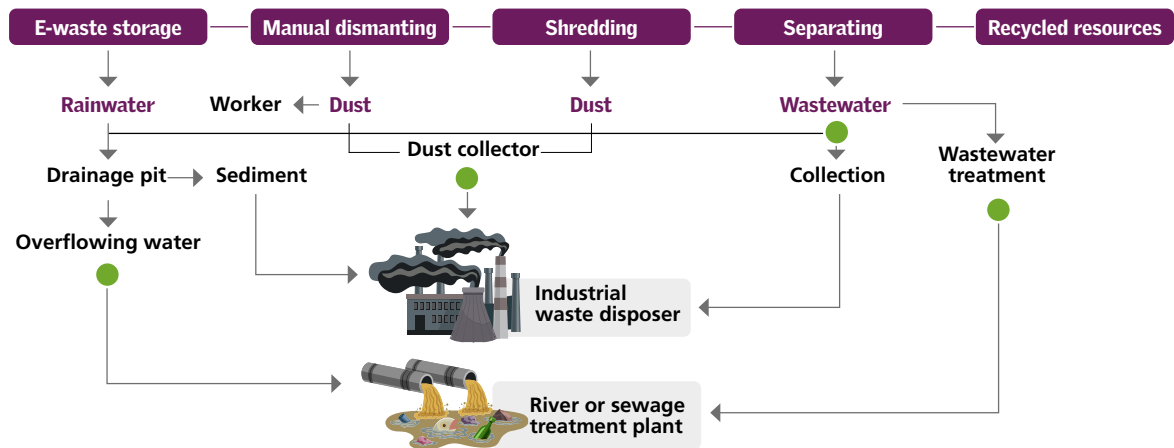 E-waste storage
Manual dismanting
Shredding
Separating
Recycled resources
Rainwater
Worker
Dust
Dust
Wastewater
Dust collector
Wastewater
treatment
Drainage pit
Sediment
Collection
Overflowing water
Industrial
waste disposer
River or sewage
treatment plant